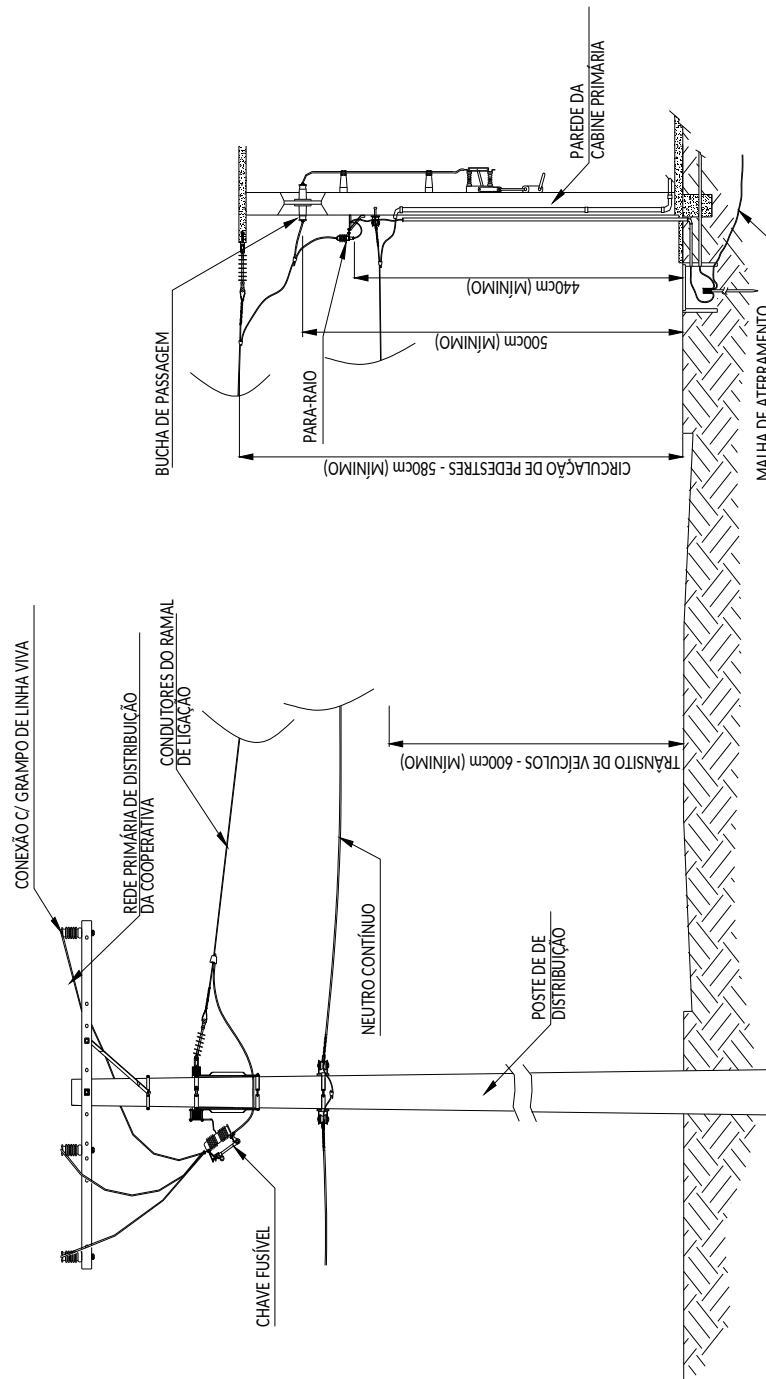 CONEXÃO C/ GRAMPO DE LINHA VIVA
REDE PRIMÁRIA DE DISTRIBUIÇÃO
DA COOPERATIVA
CONDUTORES DO RAMAL
DE LIGAÇÃO
NEUTRO CONTÍNUO
CHAVE FUSÍVEL
POSTE DE DE
DISTRIBUIÇÃO
TRÂNSITO DE VEÍCULOS - 600cm (MÍNIMO)
BUCHA DE PASSAGEM
PARA-RAIO
CIRCULAÇÃO DE PEDESTRES - 580cm (MÍNIMO)
500cm (MÍNIMO)
440cm (MÍNIMO)
PAREDE DA
CABINE PRIMÁRIA
MALHA DE ATERRAMENTO